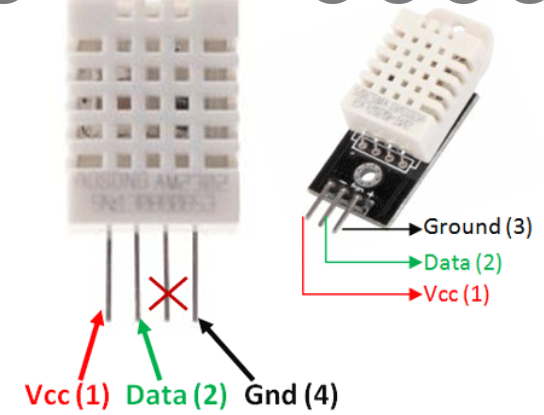 AOSONG AM2302
Ground (3)
Data (2)
Vcc (1)
Vcc (1) Data (2) Gnd (4)